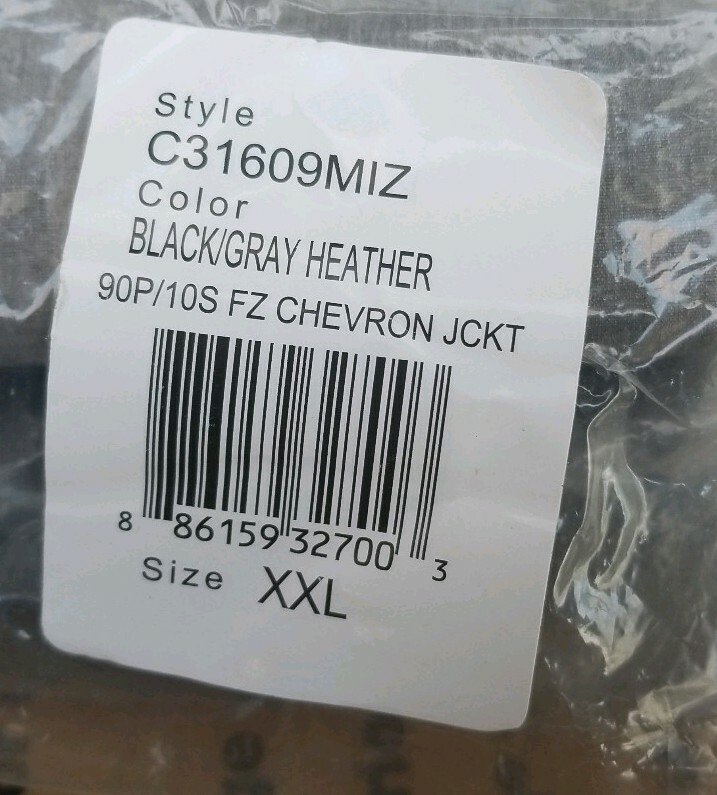 Style
C31609MIZ
Color
BLACK/GRAY HEATHER
90P/10S FZ CHEVRON JCKT
8 86159 32700 3
Size XXL